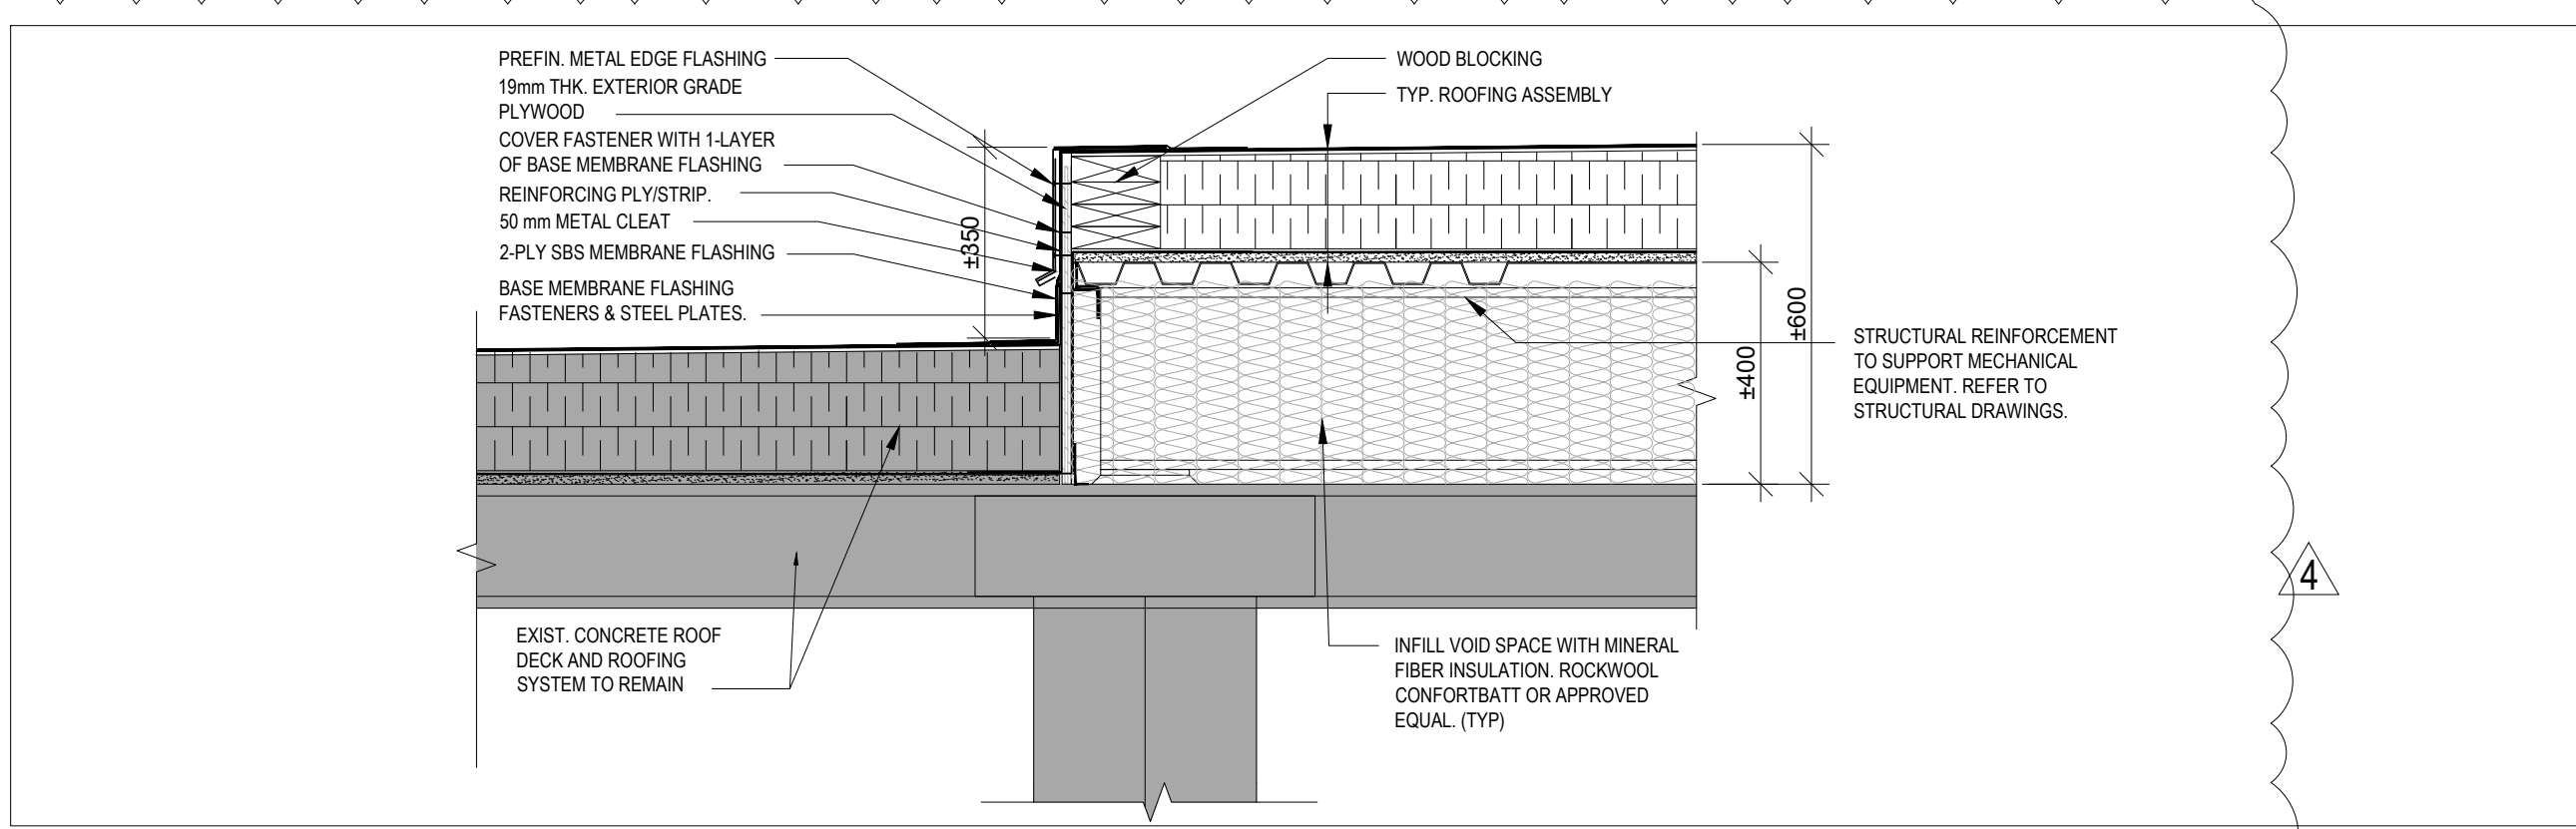 PREFIN. METAL EDGE FLASHING
19mm THK. EXTERIOR GRADE
PLYWOOD
COVER FASTENER WITH 1-LAYER
OF BASE MEMBRANE FLASHING
REINFORCING PLY/STRIP.
50 mm METAL CLEAT
2-PLY SBS MEMBRANE FLASHING
BASE MEMBRANE FLASHING
FASTENERS & STEEL PLATES.
±350
WOOD BLOCKING
TYP. ROOFING ASSEMBLY
±400
±600
STRUCTURAL REINFORCEMENT
TO SUPPORT MECHANICAL
EQUIPMENT. REFER TO
STRUCTURAL DRAWINGS.
4
EXIST. CONCRETE ROOF
DECK AND ROOFING
SYSTEM TO REMAIN
INFILL VOID SPACE WITH MINERAL
FIBER INSULATION. ROCKWOOL
CONFORTBATT OR APPROVED
EQUAL. (TYP)